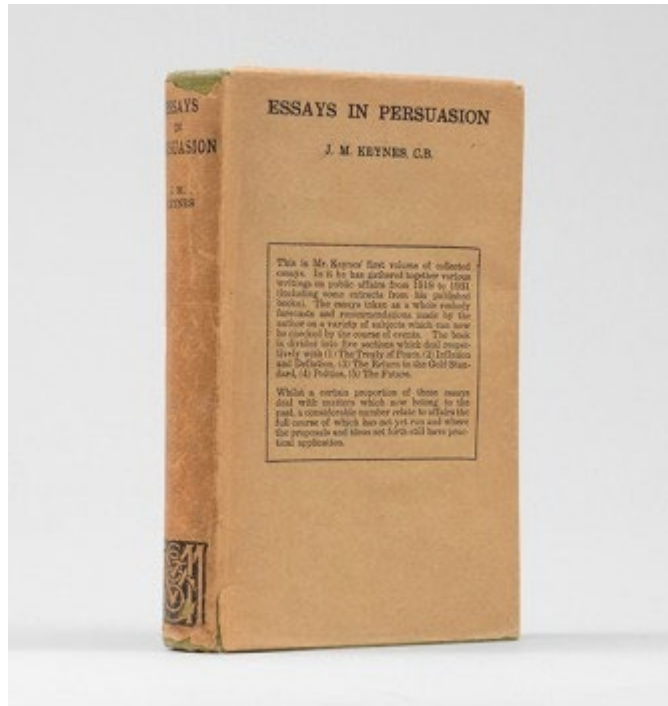 ESSAYS IN PERSUASION
J. M. KEYNES, C.B.
This is Mr. Keynes' first volume of collected
essays. In it he has gathered together various
writings on public affairs from 1919 to 1931
(including some extracts from his published
books). The essays taken as a whole embody
forecasts and recommendations made by the
author on a variety of subjects which can now
be checked by the course of events. The book
is divided into five sections which deal respec-
tively with (1) The Treaty of Peace, (2) Inflation
and Deflation, (3) The Return to the Gold Stan-
dard, (4) Politics, (5) The Future.
Whilst a certain proportion of these essays
deal with matters which now belong to the
past, a considerable number relate to affairs the
full course of which has not yet run and where
the proposals and ideas set forth still have prac-
tical application.
SSAYS
IN
SUASION
J. M.
EYNES